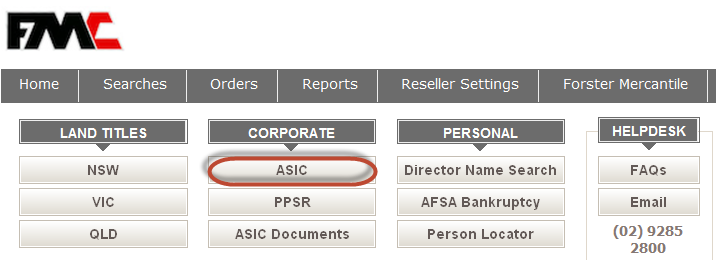 FMC
Home Searches Orders Reports Reseller Settings Forster Mercantile
LAND TITLES CORPORATE PERSONAL HELPDESK
NSW ASIC Director Name Search FAQs
VIC PPSR AFSA Bankruptcy Email
QLD ASIC Documents Person Locator (02) 9285
2800